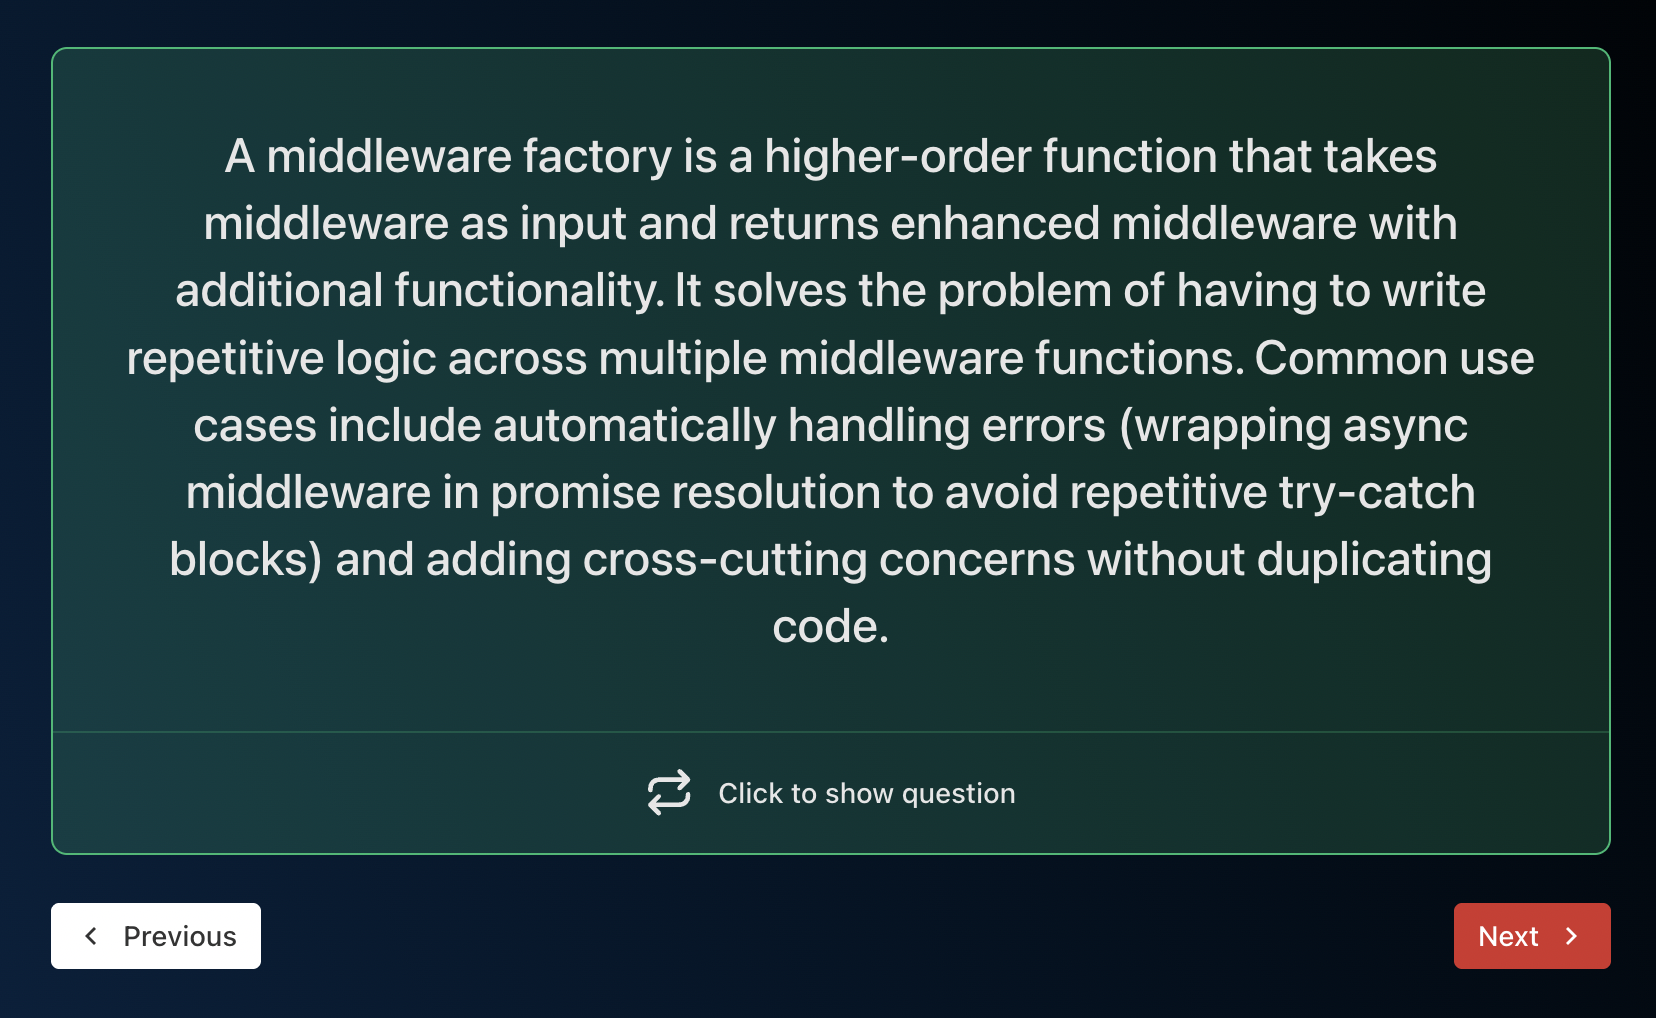 A middleware factory is a higher-order function that takes
middleware as input and returns enhanced middleware with
additional functionality. It solves the problem of having to write
repetitive logic across multiple middleware functions. Common use
cases include automatically handling errors (wrapping async
middleware in promise resolution to avoid repetitive try-catch
blocks) and adding cross-cutting concerns without duplicating
code.
Click to show question
Previous
Next